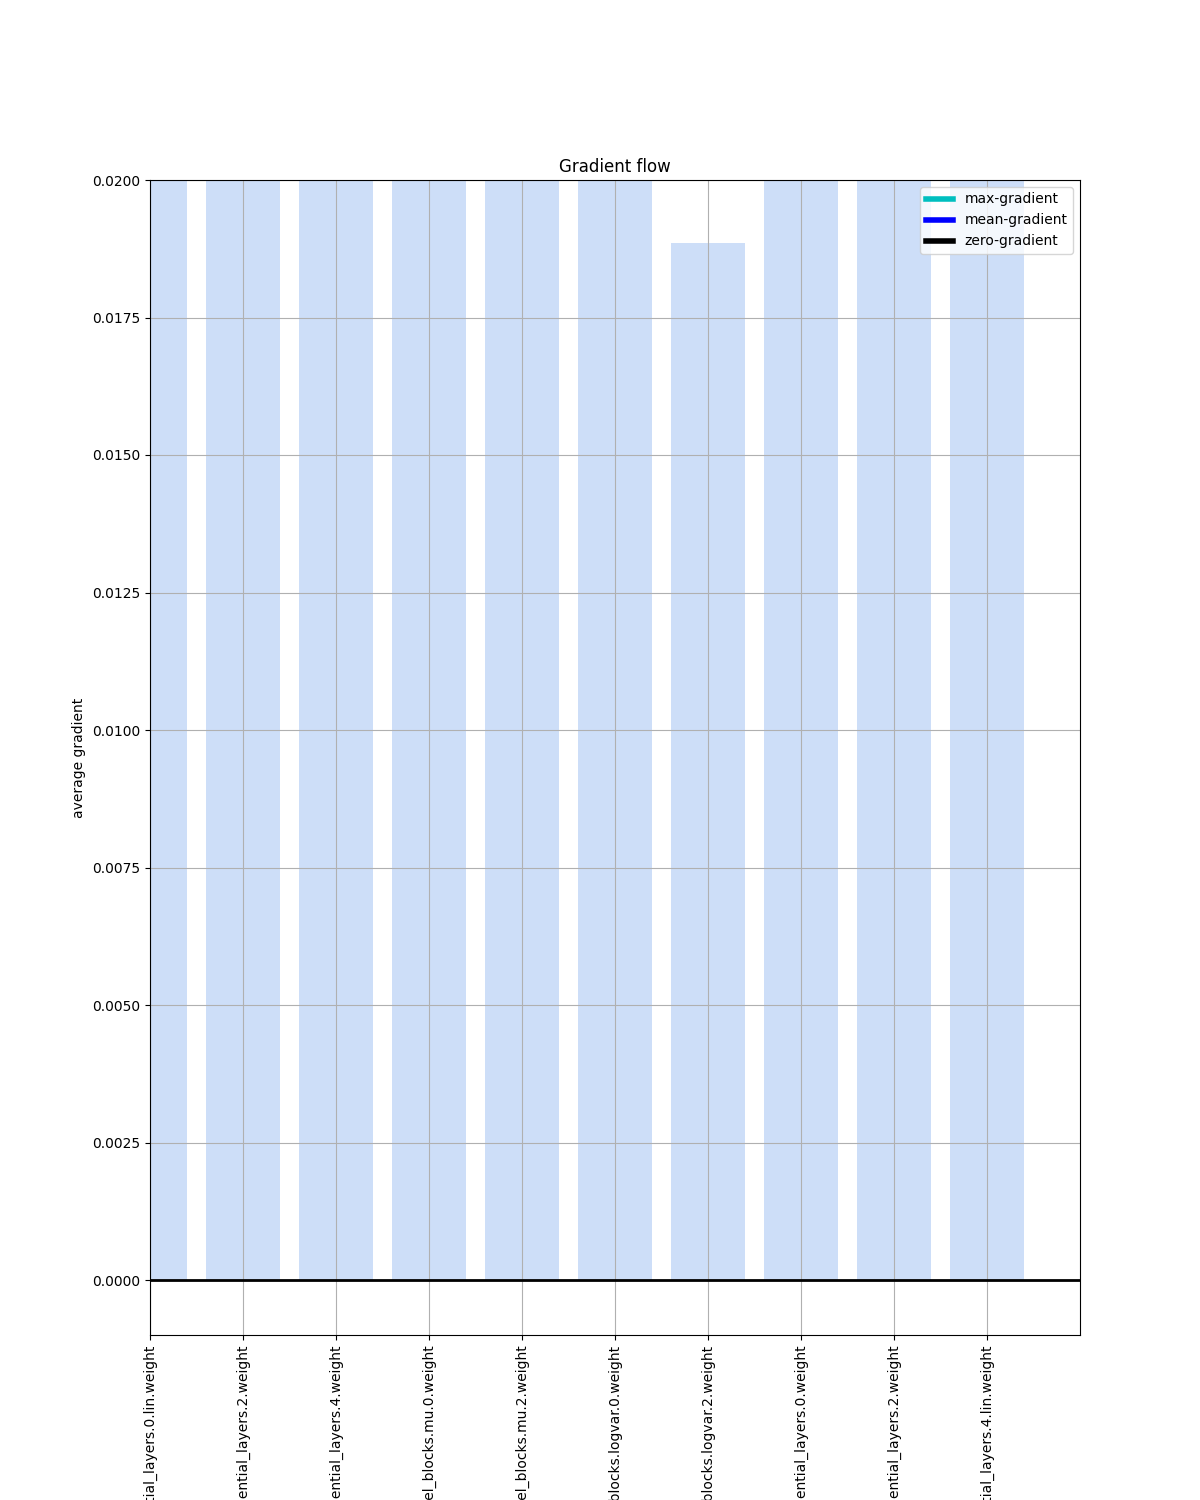 Gradient flow
max-gradient
mean-gradient
zero-gradient
0.0200
0.0175
0.0150
0.0125
0.0100
0.0075
0.0050
0.0025
0.0000
average gradient
tial_layers.0.lin.weight
ential_layers.2.weight
ential_layers.4.weight
el_blocks.mu.0.weight
el_blocks.mu.2.weight
blocks.logvar.0.weight
blocks.logvar.2.weight
ential_layers.0.weight
ential_layers.2.weight
tial_layers.4.lin.weight